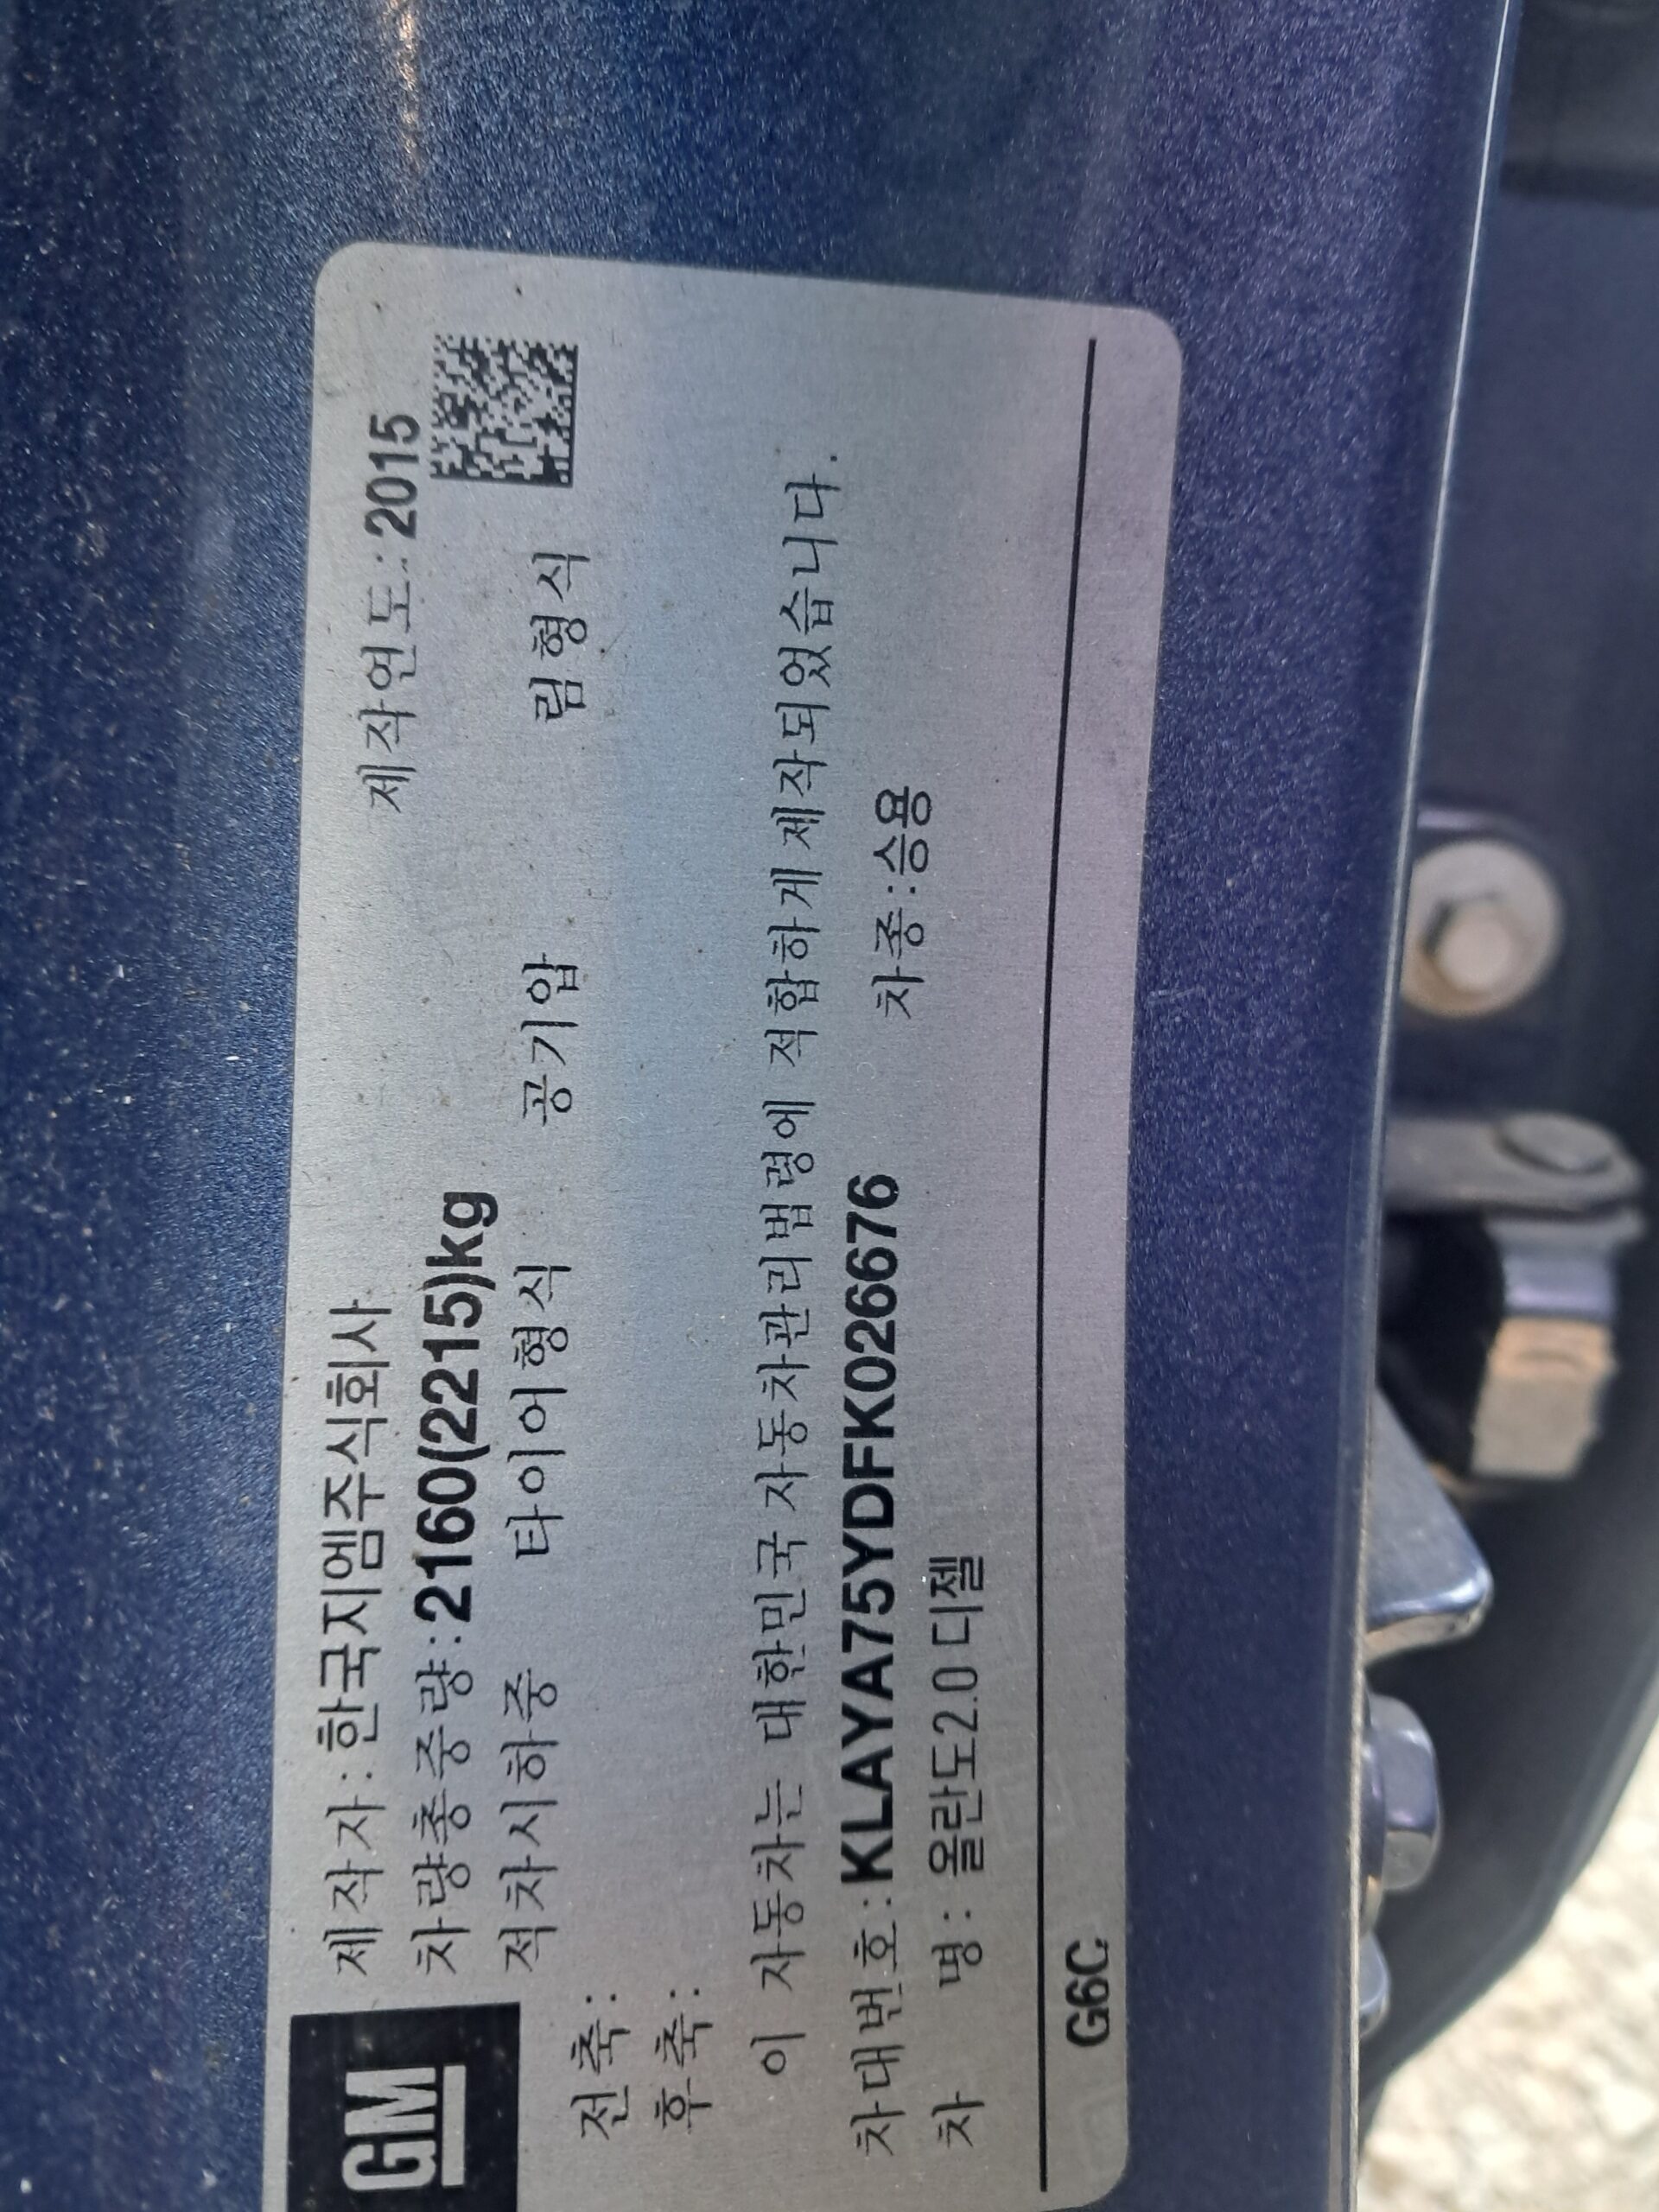 GM
제작자:한국지엠주식회사 제작연도:2015
차량총중량:2160(2215)kg
적차시하중 타이어형식 공기압 림형식
전축:
후축:
이 자동차는 대한민국 자동차관리법령에 적합하게 제작되었습니다.
차대번호:KLAYA75YDFK026676 차종:승용
차 명: 올란도2.0 디젤
G6C